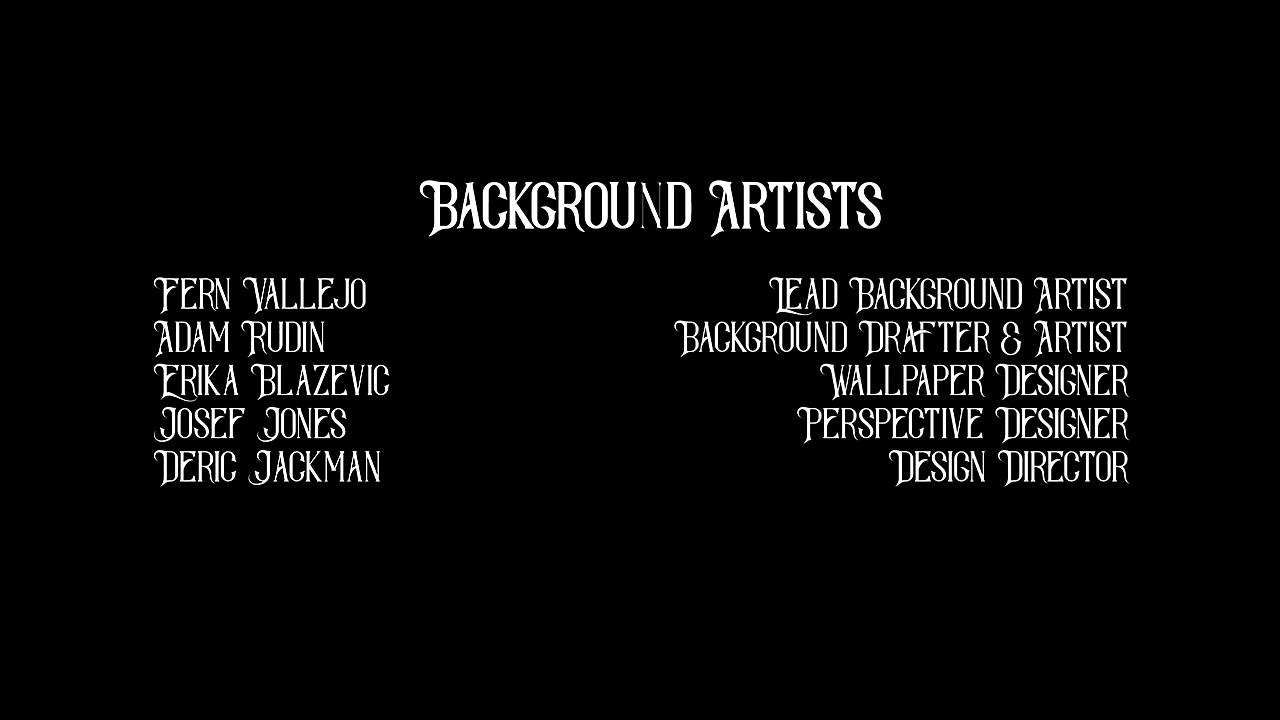 Background Artists
Fern Vallejo Lead Background Artist
Adam Rudin Background Drafter & Artist
Erika Blazevic Wallpaper Designer
Josef Jones Perspective Designer
Deric Jackman Design Director